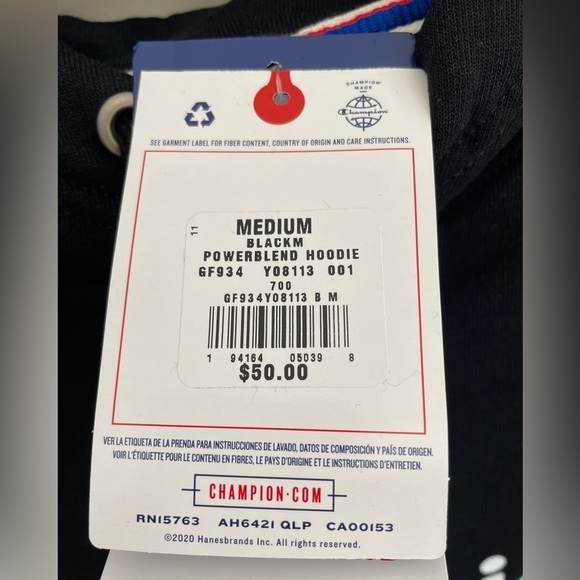 CHAMPION
MADE
Champion
SEE GARMENT LABEL FOR FIBER CONTENT, COUNTRY OF ORIGIN AND CARE INSTRUCTIONS.
11
MEDIUM
BLACKM
POWERBLEND HOODIE
GF934 Y08113 001
700
GF934Y08113 B M
1 94164 05039 8
$50.00
VER LA ETIQUETA DE LA PRENDA PARA INSTRUCCIONES DE LAVADO, DATOS DE COMPOSICIÓN Y PAÍS DE ORIGEN.
VOIR L'ÉTIQUETTE POUR LE CONTENU EN FIBRES, LE PAYS D'ORIGINE ET LE INSTRUCTIONS D'ENTRETIEN.
CHAMPION·COM
RN15763 AH6421 QLP CA00153
©2020 Hanesbrands Inc. All rights reserved.